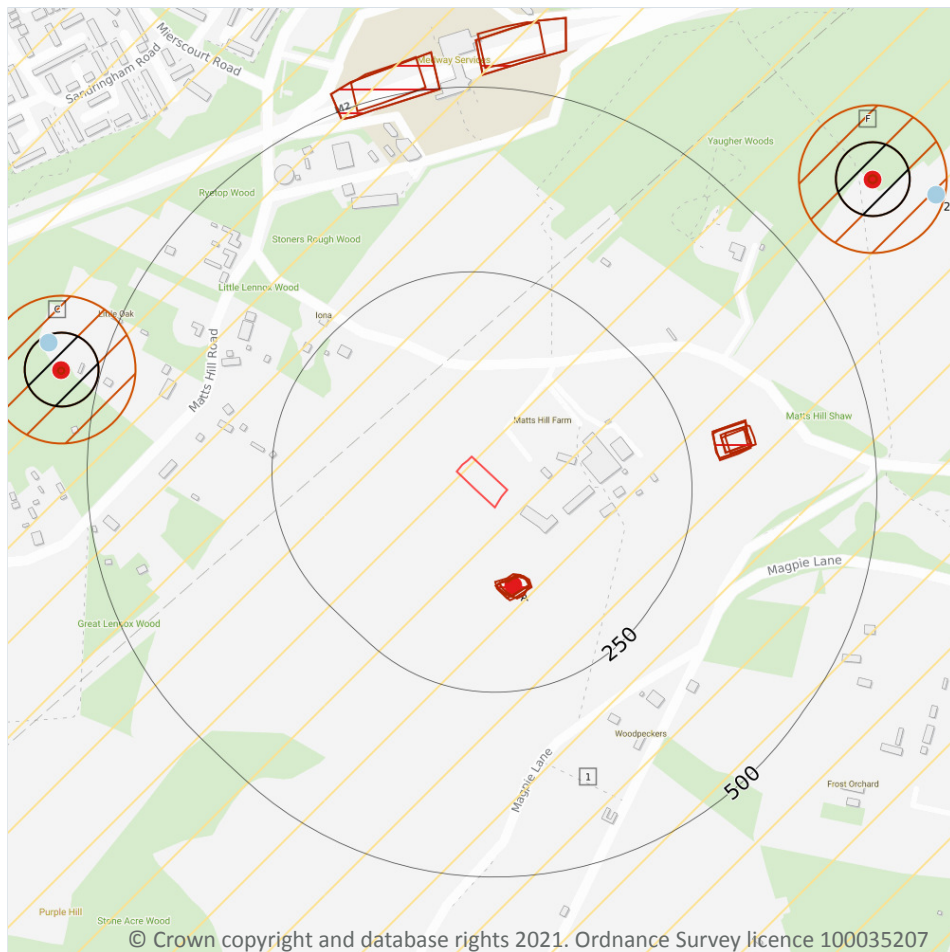 Mierscourt Road
Sandringham Road
Medway Services
M2
F
Yaugher Woods
2
Ryetop Wood
Stoners Rough Wood
Little Lennox Wood
C
Little Oak
Iona
Matts Hill Road
Matts Hill Farm
Matts Hill Shaw
Magpie Lane
A
Great Lennox Wood
250
Woodpeckers
Magpie Lane
1
500
Frost Orchard
Purple Hill
Stone Acre Wood
© Crown copyright and database rights 2021. Ordnance Survey licence 100035207